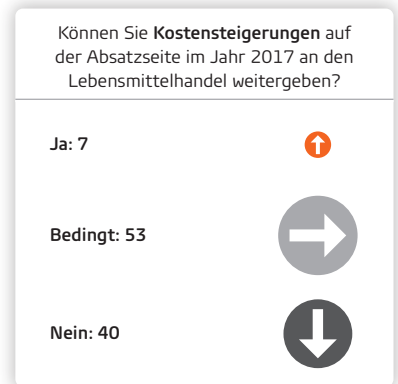 Können Sie Kostensteigerungen auf
der Absatzseite im Jahr 2017 an den
Lebensmittelhandel weitergeben?
Ja: 7
Bedingt: 53
Nein: 40